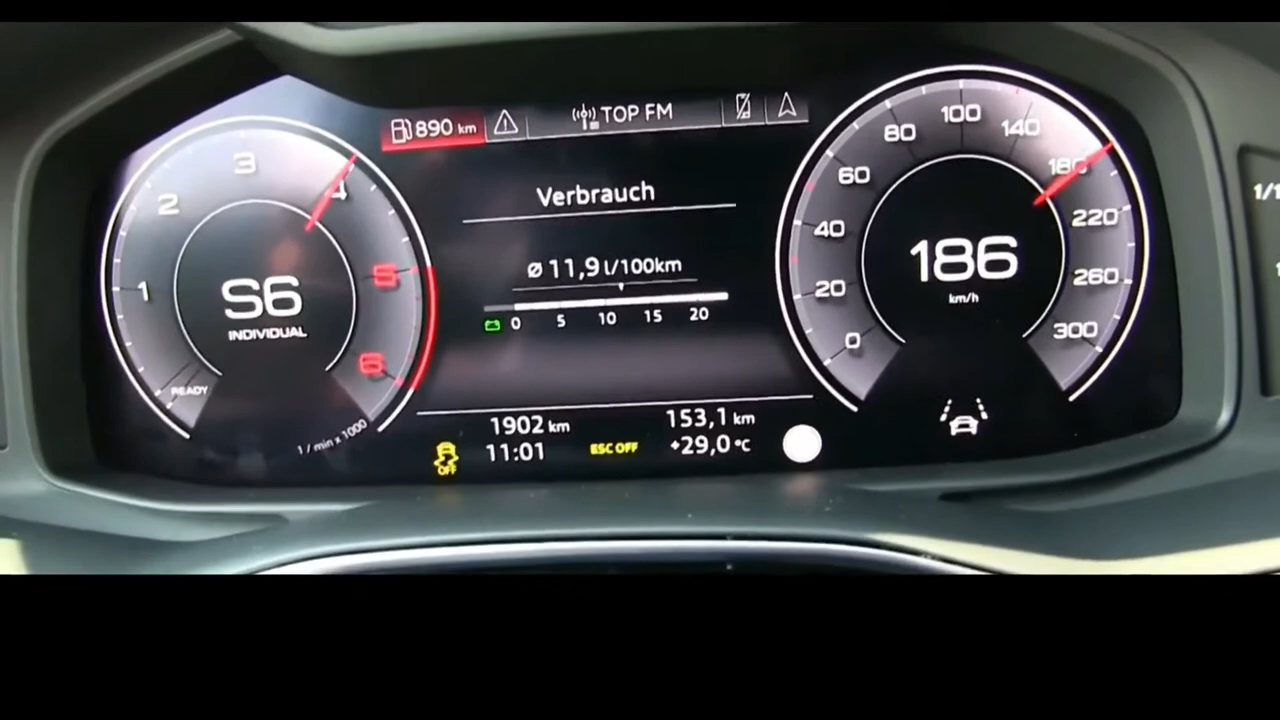 890 km
TOP FM
Verbrauch
ø 11,9 l/100km
0 5 10 15 20
1902 km
153,1 km
11:01
ESC OFF
+29,0 °C
OFF
1
2
3
4
5
6
S6
INDIVIDUAL
READY
1 / min x 1000
0
20
40
60
80
100
140
180
220
260
300
186
km/h